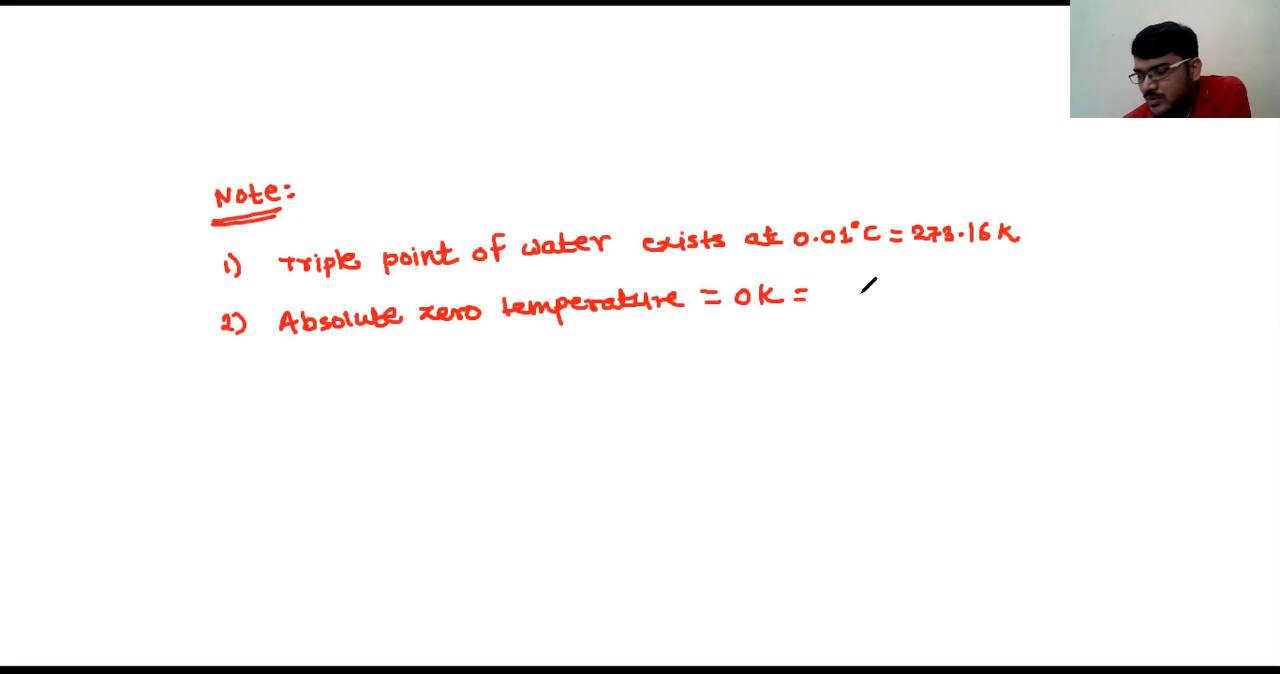 Note:
1) Triple point of water exists at 0.01°C = 273.16 K
2) Absolute zero temperature = 0K =